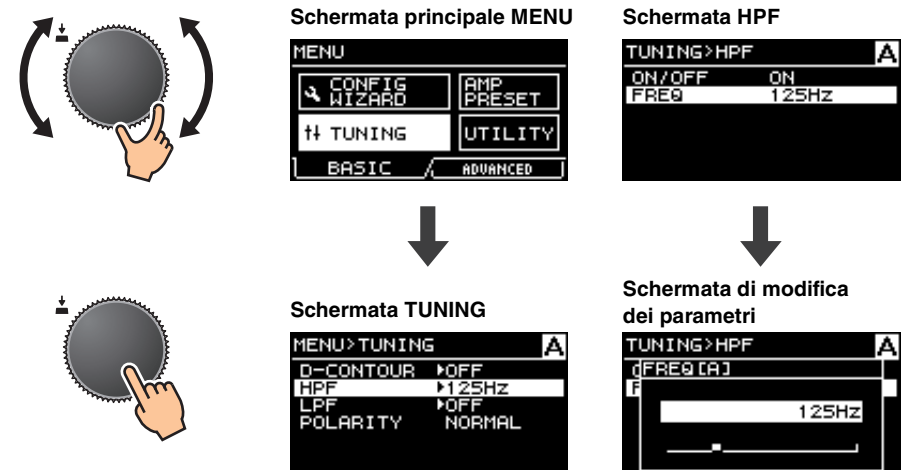 Schermata principale MENU
MENU
CONFIG WIZARD
AMP PRESET
TUNING
UTILITY
BASIC
ADVANCED
Schermata TUNING
MENU>TUNING
A
D-CONTOUR ▶OFF
HPF ▶125Hz
LPF ▶OFF
POLARITY NORMAL
Schermata HPF
TUNING>HPF
A
ON/OFF ON
FREQ 125Hz
Schermata di modifica
dei parametri
TUNING>HPF
A
FREQ[A]
125Hz